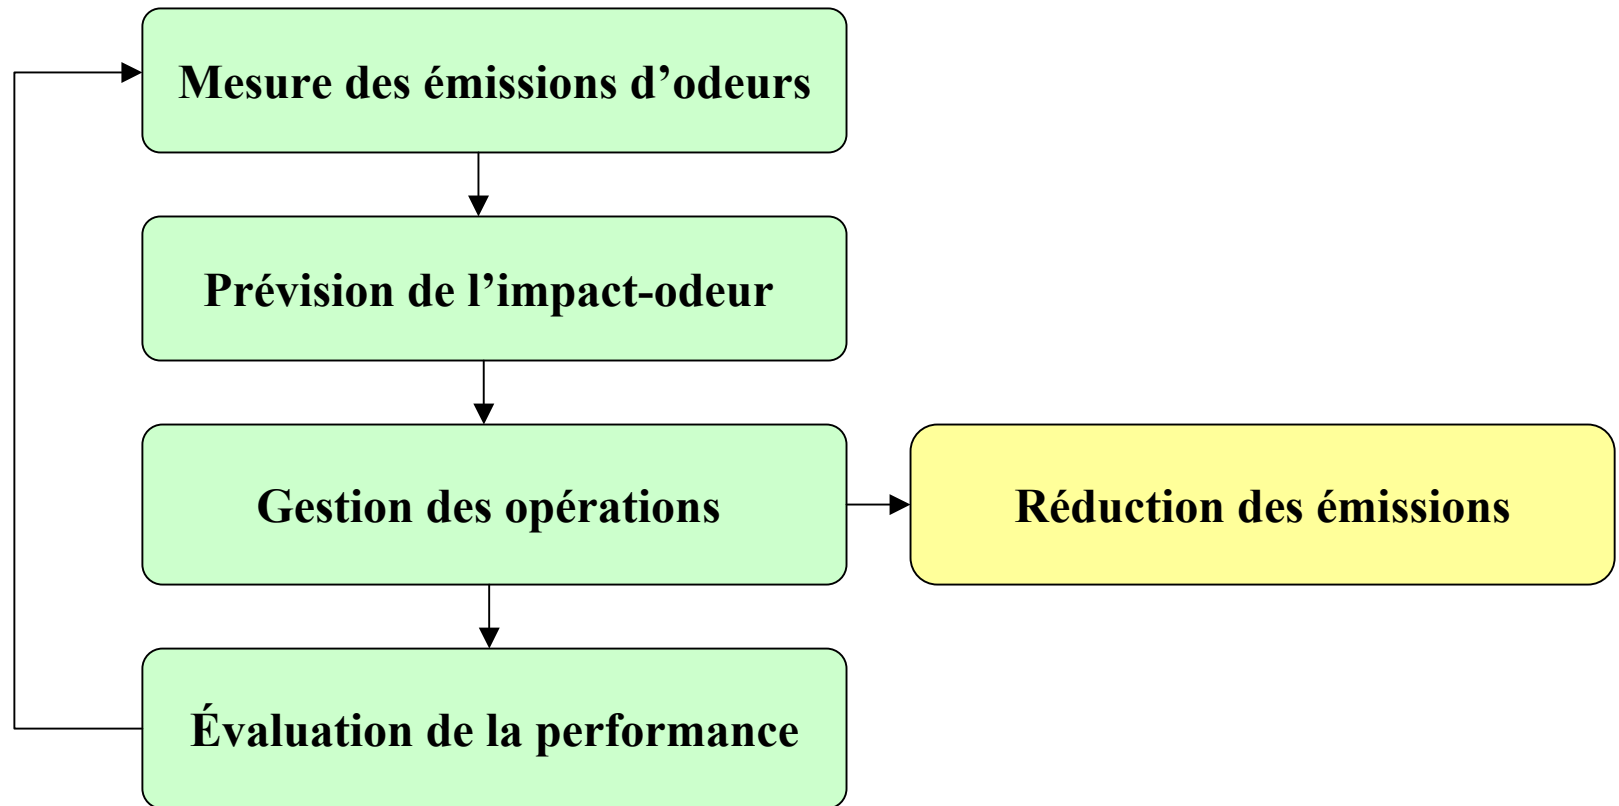 Mesure des émissions d’odeurs
Prévision de l’impact-odeur
Gestion des opérations
Réduction des émissions
Évaluation de la performance